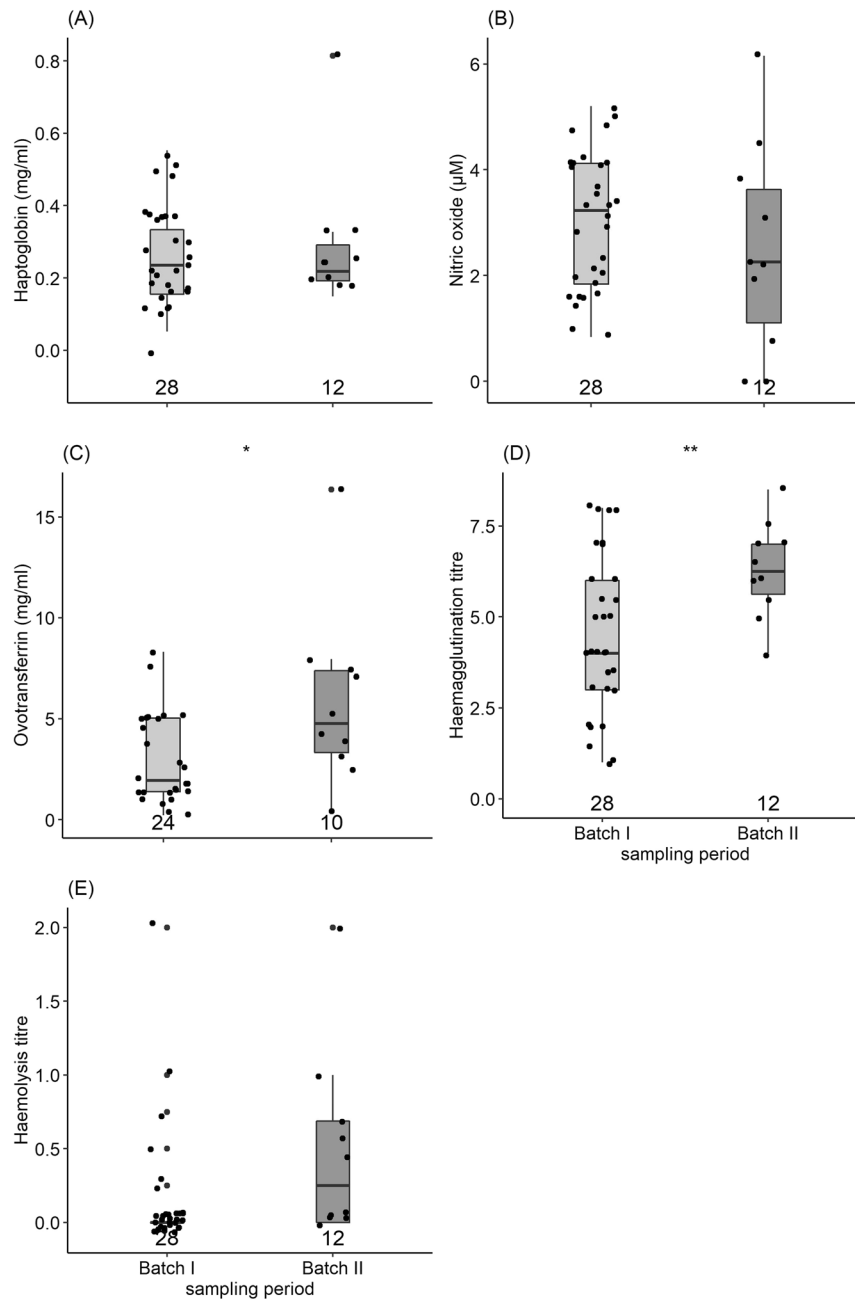 (A)
Haptoglobin (mg/ml)
0.8
0.6
0.4
0.2
0.0
28
12
(B)
Nitric oxide (µM)
6
4
2
0
28
12
(C)
*
Ovotransferrin (mg/ml)
15
10
5
0
24
10
(D)
**
Haemagglutination titre
7.5
5.0
2.5
0.0
28
12
Batch I
Batch II
sampling period
(E)
Haemolysis titre
2.0
1.5
1.0
0.5
0.0
28
12
Batch I
Batch II
sampling period